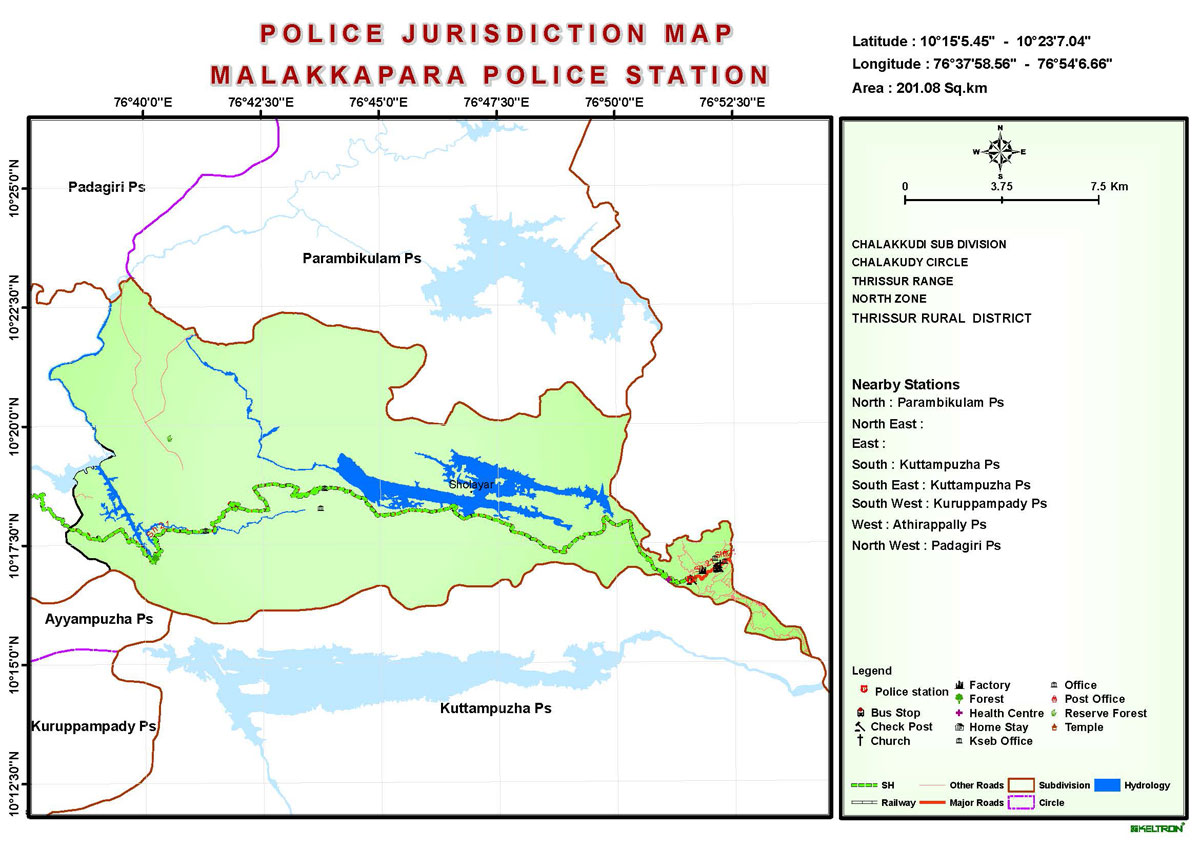 POLICE JURISDICTION MAP
MALAKKAPARA POLICE STATION
Latitude : 10°15'5.45" - 10°23'7.04"
Longitude : 76°37'58.56" - 76°54'6.66"
Area : 201.08 Sq.km
76°40'0"E 76°42'30"E 76°45'0"E 76°47'30"E 76°50'0"E 76°52'30"E
10°25'0"N
10°22'30"N
10°20'0"N
10°17'30"N
10°15'0"N
10°12'30"N
Padagiri Ps
Parambikulam Ps
Sholayar
Ayyampuzha Ps
Kuttampuzha Ps
Kuruppampady Ps
N
W E
S
0 3.75 7.5 Km
CHALAKKUDI SUB DIVISION
CHALAKUDY CIRCLE
THRISSUR RANGE
NORTH ZONE
THRISSUR RURAL DISTRICT
Nearby Stations
North : Parambikulam Ps
North East :
East :
South : Kuttampuzha Ps
South East : Kuttampuzha Ps
South West : Kuruppampady Ps
West : Athirappally Ps
North West : Padagiri Ps
Legend
Police station
Bus Stop
Check Post
Church
Factory
Forest
Health Centre
Home Stay
Kseb Office
Office
Post Office
Reserve Forest
Temple
SH Other Roads Subdivision Hydrology
Railway Major Roads Circle
KELTRON